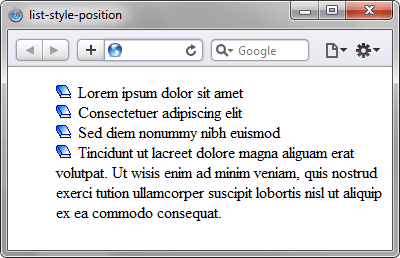 list-style-position
Google
Lorem ipsum dolor sit amet
Consectetuer adipiscing elit
Sed diem nonummy nibh euismod
Tincidunt ut lacreet dolore magna aliguam erat
volutpat. Ut wisis enim ad minim veniam, quis nostrud
exerci tution ullamcorper suscipit lobortis nisl ut aliquip
ex ea commodo consequat.